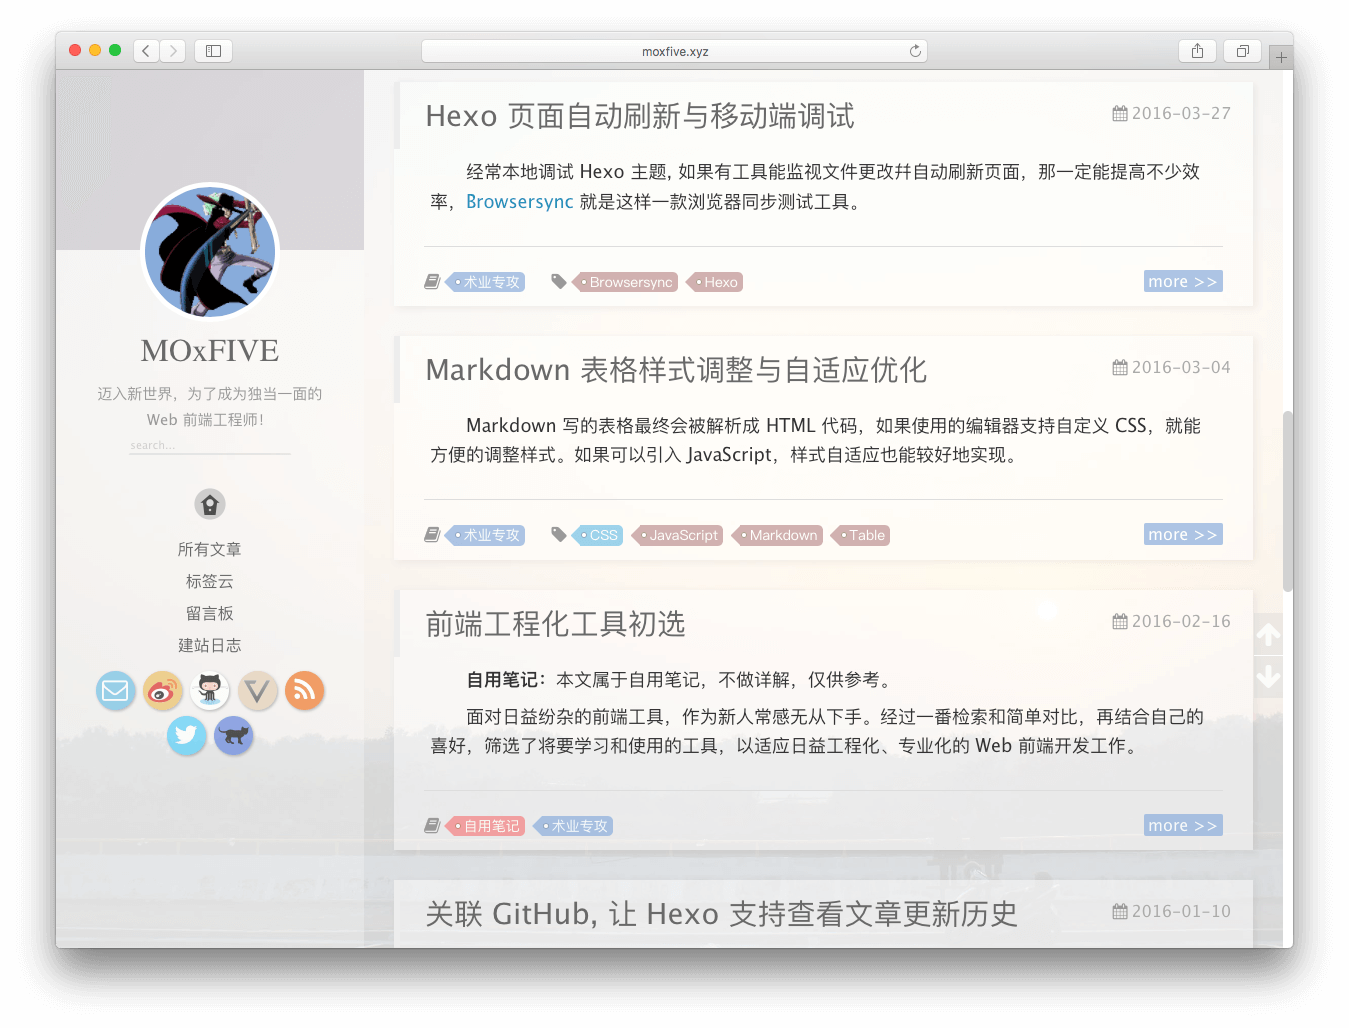 moxfive.xyz
MOxFIVE
迈入新世界，为了成为独当一面的
Web 前端工程师！
search...
所有文章
标签云
留言板
建站日志
Hexo 页面自动刷新与移动端调试
2016-03-27
经常本地调试 Hexo 主题, 如果有工具能监视文件更改幷自动刷新页面，那一定能提高不少效
率，Browsersync 就是这样一款浏览器同步测试工具。
术业专攻 Browsersync Hexo
more >>
Markdown 表格样式调整与自适应优化
2016-03-04
Markdown 写的表格最终会被解析成 HTML 代码，如果使用的编辑器支持自定义 CSS，就能
方便的调整样式。如果可以引入 JavaScript，样式自适应也能较好地实现。
术业专攻 CSS JavaScript Markdown Table
more >>
前端工程化工具初选
2016-02-16
自用笔记：本文属于自用笔记，不做详解，仅供参考。
面对日益纷杂的前端工具，作为新人常感无从下手。经过一番检索和简单对比，再结合自己的
喜好，筛选了将要学习和使用的工具，以适应日益工程化、专业化的 Web 前端开发工作。
自用笔记 术业专攻
more >>
关联 GitHub, 让 Hexo 支持查看文章更新历史
2016-01-10